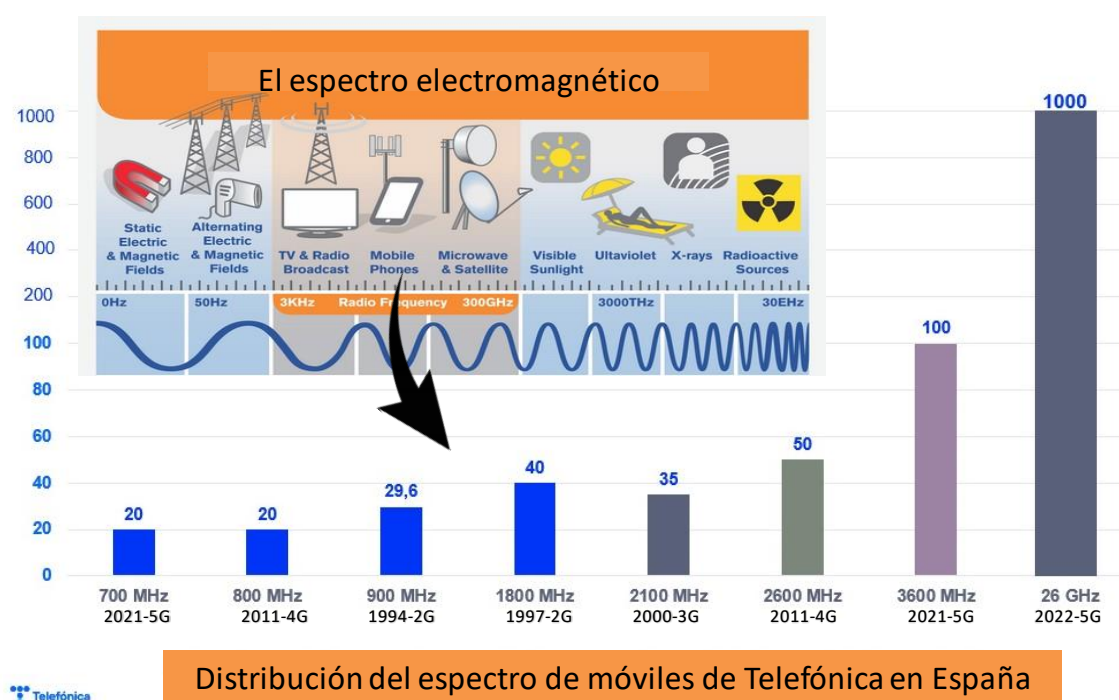 El espectro electromagnético
1000
800
600
400
200
100
80
60
40
20
0
Static
Electric
& Magnetic
Fields
Alternating
Electric
& Magnetic
Fields
TV & Radio
Broadcast
Mobile
Phones
Microwave
& Satellite
Visible
Sunlight
Ultaviolet
X-rays
Radioactive
Sources
0Hz 50Hz 3KHz Radio Frequency 300GHz 3000THz 30EHz
20 20 29,6 40 35 50 100 1000
700 MHz 800 MHz 900 MHz 1800 MHz 2100 MHz 2600 MHz 3600 MHz 26 GHz
2021-5G 2011-4G 1994-2G 1997-2G 2000-3G 2011-4G 2021-5G 2022-5G
Distribución del espectro de móviles de Telefónica en España
Telefónica